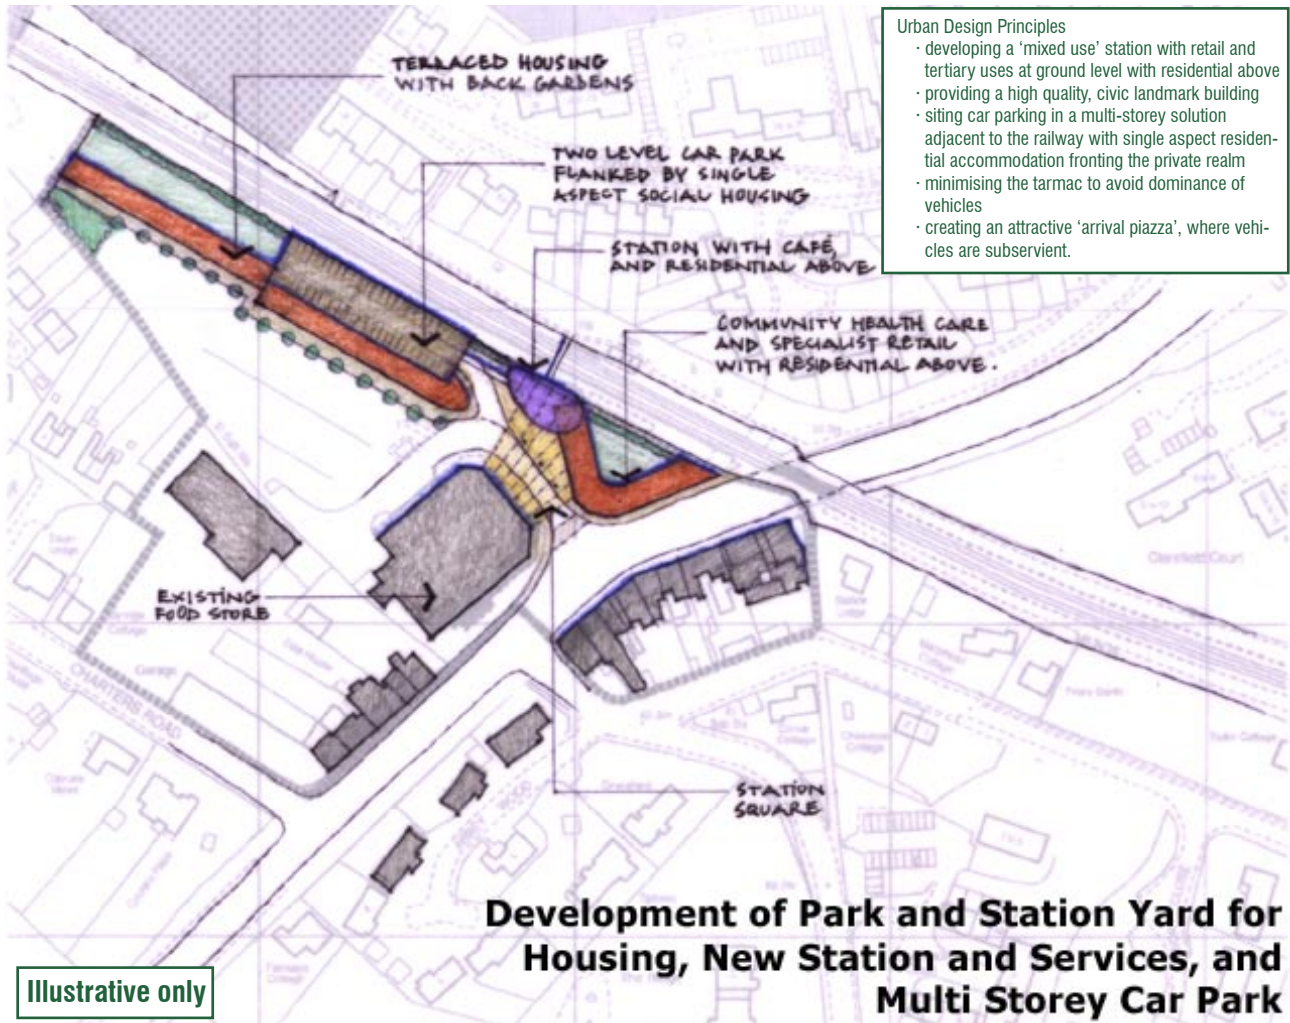 Urban Design Principles
· developing a ‘mixed use’ station with retail and
tertiary uses at ground level with residential above
· providing a high quality, civic landmark building
· siting car parking in a multi-storey solution
adjacent to the railway with single aspect residen-
tial accommodation fronting the private realm
· minimising the tarmac to avoid dominance of
vehicles
· creating an attractive ‘arrival piazza’, where vehi-
cles are subservient.
TERRACED HOUSING
WITH BACK GARDENS
TWO LEVEL CAR PARK
FLANKED BY SINGLE
ASPECT SOCIAL HOUSING
STATION WITH CAFÉ,
AND RESIDENTIAL ABOVE
COMMUNITY HEALTH CARE
AND SPECIALIST RETAIL
WITH RESIDENTIAL ABOVE.
EXISTING
FOOD STORE
CHARTERS ROAD
Garage
STATION
SQUARE
Development of Park and Station Yard for
Housing, New Station and Services, and
Multi Storey Car Park
Illustrative only